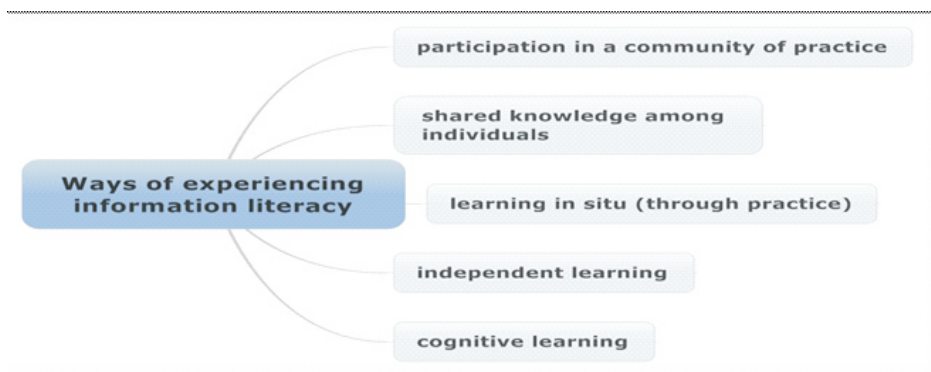 participation in a community of practice
shared knowledge among
individuals
Ways of experiencing
information literacy
learning in situ (through practice)
independent learning
cognitive learning